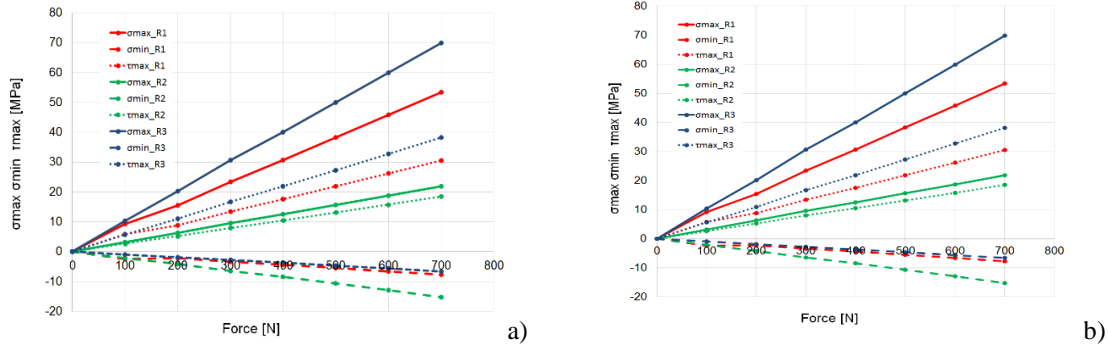 80
70
60
50
40
30
20
10
0
-10
-20
σmax σmin τmax [MPa]
σmax_R1
σmin_R1
τmax_R1
σmax_R2
σmin_R2
τmax_R2
σmax_R3
σmin_R3
τmax_R3
0 100 200 300 400 500 600 700 800
Force [N]
a)
80
70
60
50
40
30
20
10
0
-10
-20
σmax σmin τmax [MPa]
σmax_R1
σmin_R1
τmax_R1
σmax_R2
σmin_R2
τmax_R2
σmax_R3
σmin_R3
τmax_R3
0 100 200 300 400 500 600 700 800
Force [N]
b)